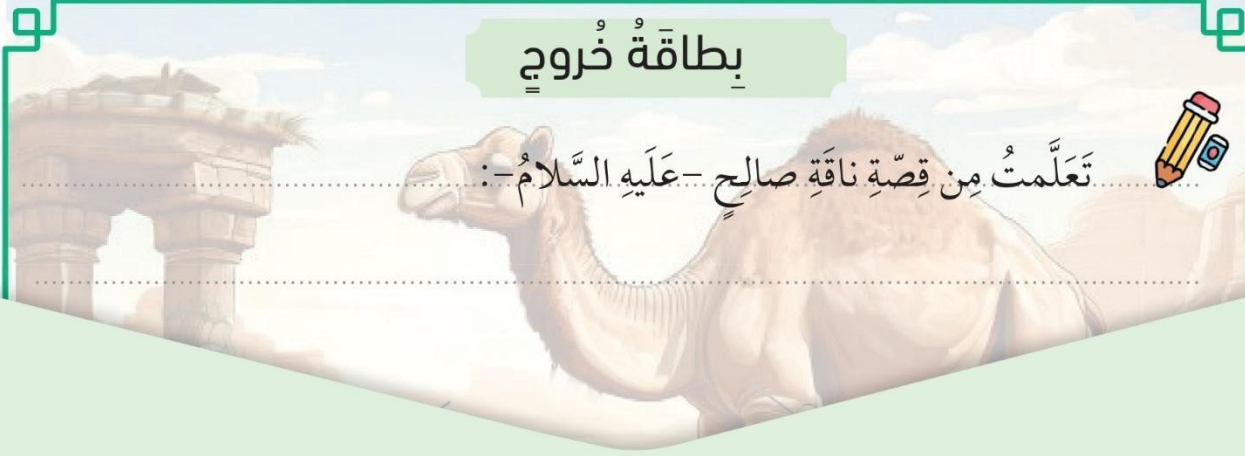 بِطاقَةُ خُروجٍ
تَعَلَّمتُ مِن قِصّةِ ناقَةِ صالِحٍ -عَلَيهِ السَّلامُ-: